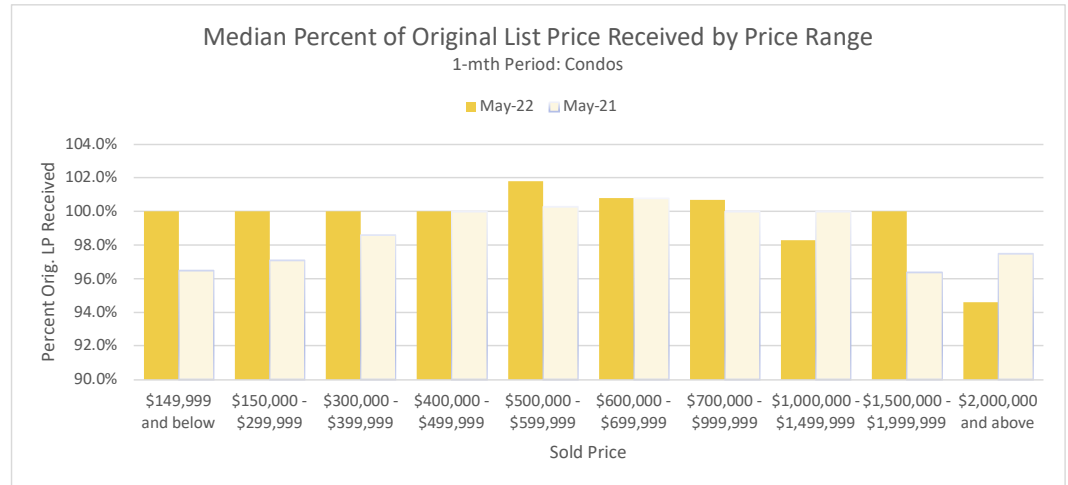 Median Percent of Original List Price Received by Price Range
1-mth Period: Condos
May-22 May-21
Percent Orig. LP Received
104.0%
102.0%
100.0%
98.0%
96.0%
94.0%
92.0%
90.0%
$149,999 $150,000 - $300,000 - $400,000 - $500,000 - $600,000 - $700,000 - $1,000,000 - $1,500,000 - $2,000,000
and below $299,999 $399,999 $499,999 $599,999 $699,999 $999,999 $1,499,999 $1,999,999 and above
Sold Price